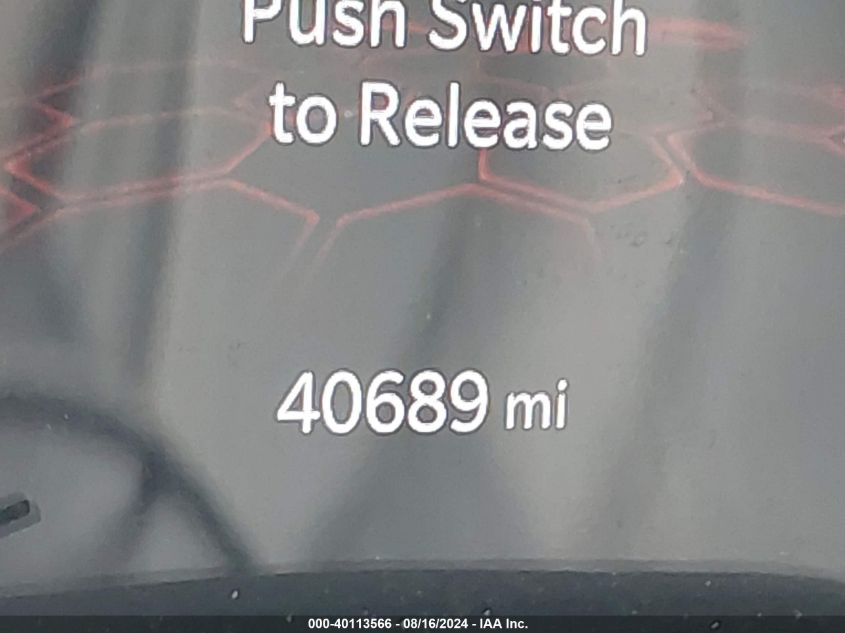 Push Switch
to Release
40689 mi
000-40113566 - 08/16/2024 - IAA Inc.